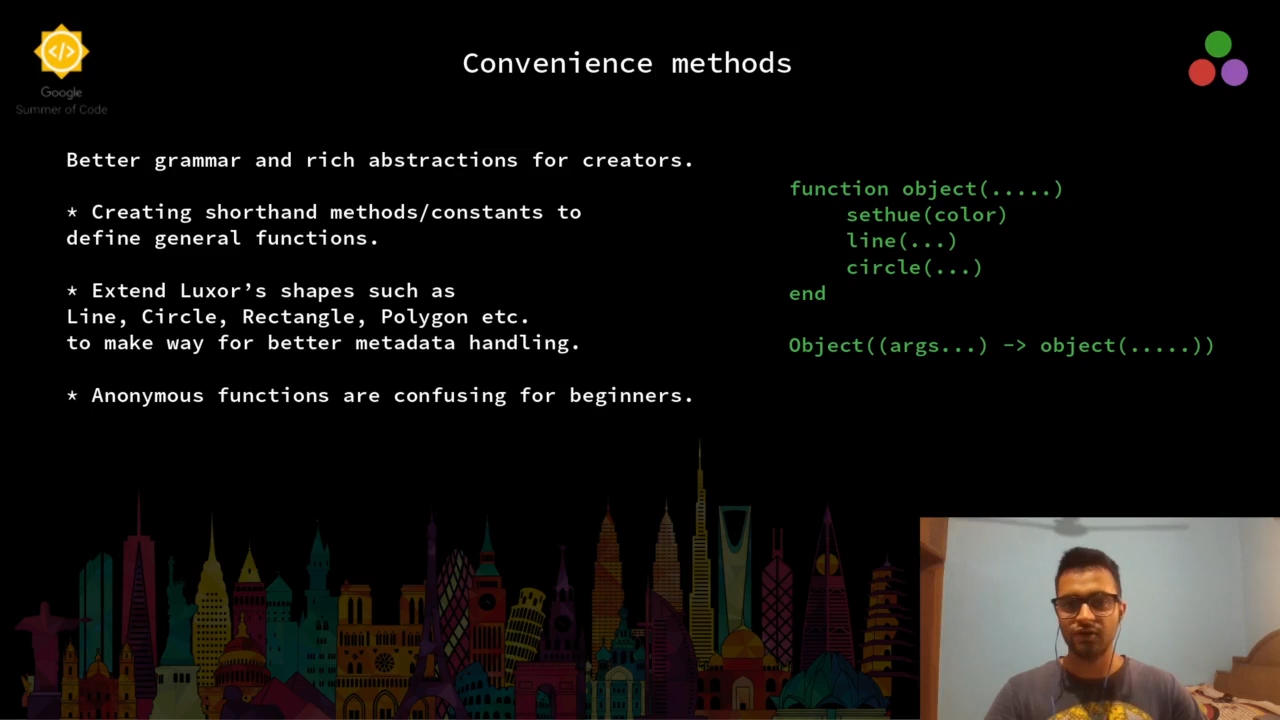 Google
Summer of Code
Convenience methods
Better grammar and rich abstractions for creators.
* Creating shorthand methods/constants to
define general functions.
* Extend Luxor’s shapes such as
Line, Circle, Rectangle, Polygon etc.
to make way for better metadata handling.
* Anonymous functions are confusing for beginners.
function object(.....)
sethue(color)
line(...)
circle(...)
end
Object((args...) -> object(.....))